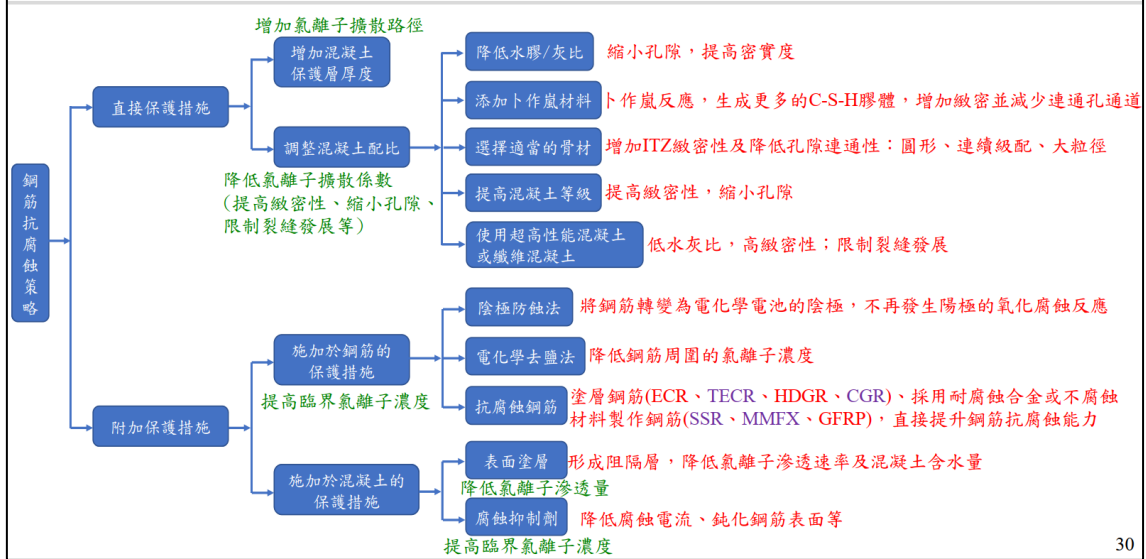 鋼筋抗腐蝕策略
直接保護措施
增加氯離子擴散路徑
增加混凝土
保護層厚度
調整混凝土配比
降低氯離子擴散係數
(提高緻密性、縮小孔隙、
限制裂縫發展等)
降低水膠/灰比 縮小孔隙，提高密實度
添加卜作嵐材料 卜作嵐反應，生成更多的C-S-H膠體，增加緻密並減少連通孔通道
選擇適當的骨材 增加ITZ緻密性及降低孔隙連通性：圓形、連續級配、大粒徑
提高混凝土等級 提高緻密性，縮小孔隙
使用超高性能混凝土
或纖維混凝土
低水灰比，高緻密性；限制裂縫發展
附加保護措施
施加於鋼筋的
保護措施
提高臨界氯離子濃度
陰極防蝕法 將鋼筋轉變為電化學電池的陰極，不再發生陽極的氧化腐蝕反應
電化學去鹽法 降低鋼筋周圍的氯離子濃度
抗腐蝕鋼筋
塗層鋼筋(ECR、TECR、HDGR、CGR)、採用耐腐蝕合金或不腐蝕
材料製作鋼筋(SSR、MMFX、GFRP)，直接提升鋼筋抗腐蝕能力
施加於混凝土的
保護措施
表面塗層 形成阻隔層，降低氯離子滲透速率及混凝土含水量
降低氯離子滲透量
腐蝕抑制劑 降低腐蝕電流、鈍化鋼筋表面等
提高臨界氯離子濃度
30